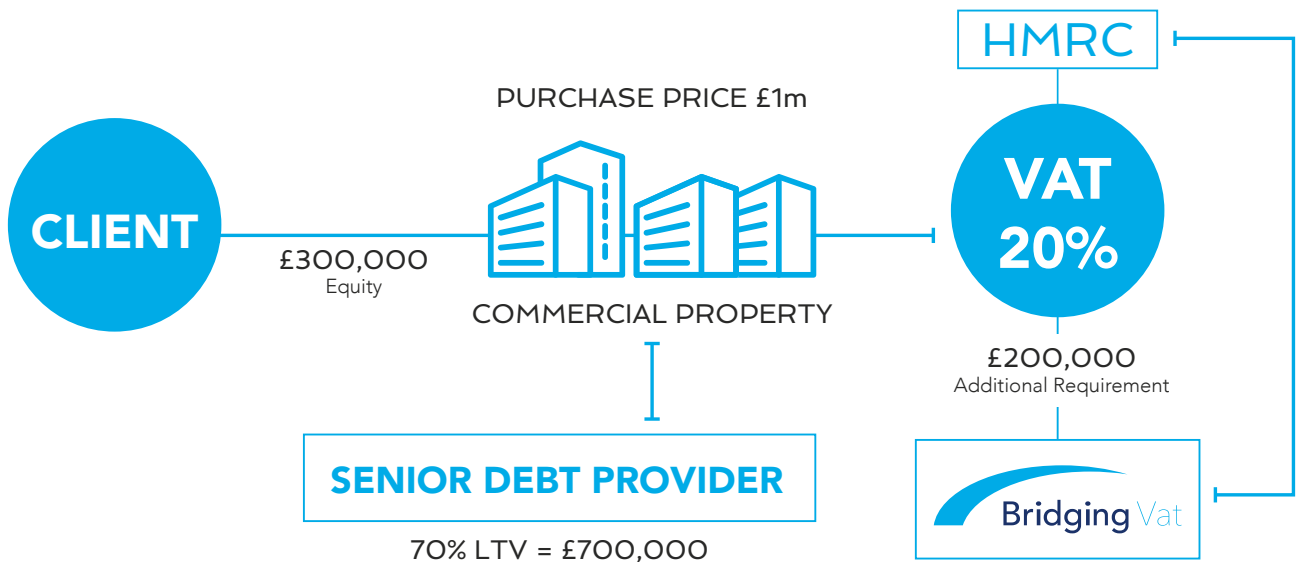 HMRC
PURCHASE PRICE £1m
CLIENT
VAT
20%
£300,000
Equity
COMMERCIAL PROPERTY
£200,000
Additional Requirement
SENIOR DEBT PROVIDER
Bridging Vat
70% LTV = £700,000